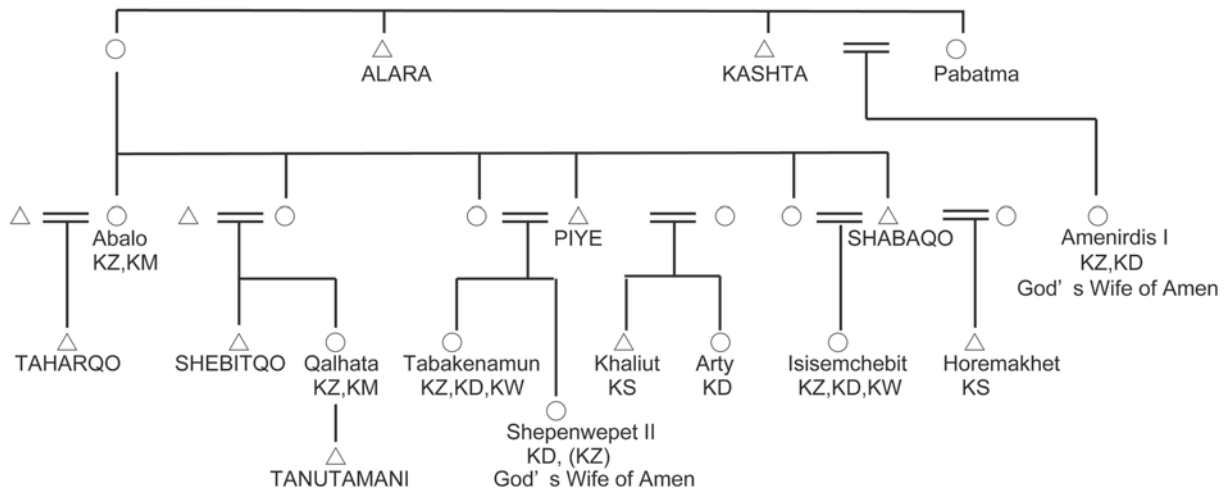 ALARA
KASHTA
Pabatma
Abalo
KZ,KM
PIYE
SHABAQO
Amenirdis I
KZ,KD
God’s Wife of Amen
TAHARQO
SHEBITQO
Qalhata
KZ,KM
Tabakenamun
KZ,KD,KW
Khaliut
KS
Arty
KD
Isisemchebit
KZ,KD,KW
Horemakhet
KS
Shepenwepet II
KD, (KZ)
God’s Wife of Amen
TANUTAMANI